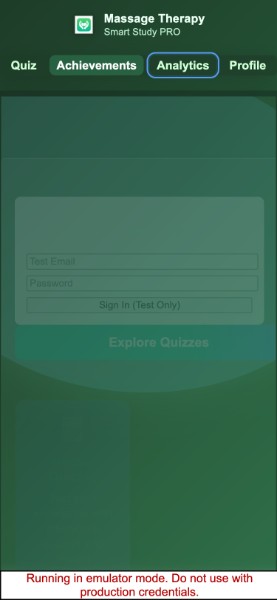 Massage Therapy
Smart Study PRO
Quiz Achievements Analytics Profile
Test Email
Password
Sign In (Test Only)
Explore Quizzes
Running in emulator mode. Do not use with
production credentials.